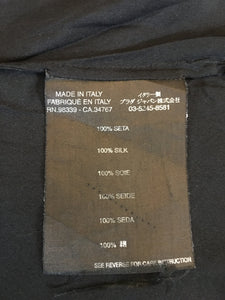 MADE IN ITALY
FABRIQUÉ EN ITALY
RN.98339 - CA.34767
イタリー製
プラダ ジャパン株式会社
03-5245-8581
100% SETA
100% SILK
100% SOIE
100% SEIDE
100% SEDA
100% 絹
SEE REVERSE FOR CARE INSTRUCTION